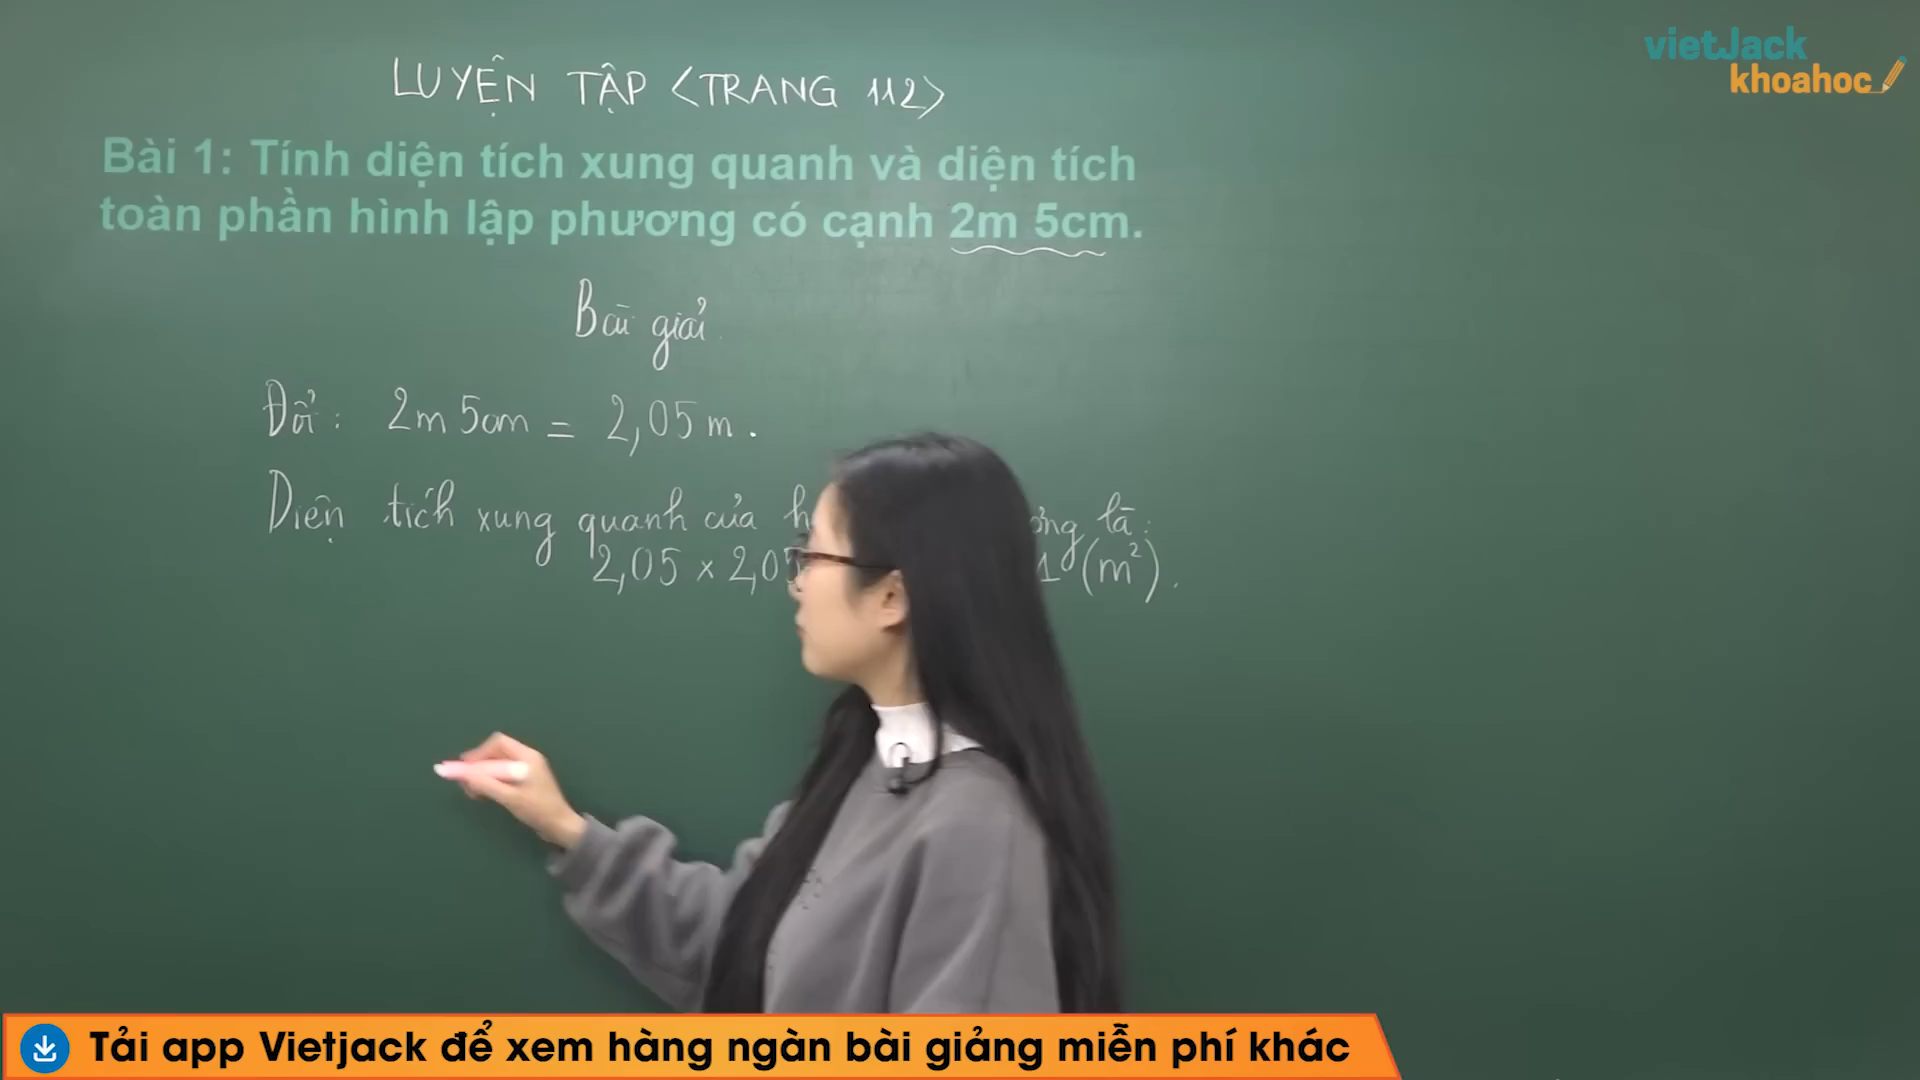 vietJack
khoahoc
LUYỆN TẬP <TRANG 112>
Bài 1: Tính diện tích xung quanh và diện tích
toàn phần hình lập phương có cạnh 2m 5cm.
Bài giải
Đổi: 2m 5cm = 2,05 m.
Diện tích xung quanh của là:
2,05 × 2,05 (m²).
Tải app Vietjack để xem hàng ngàn bài giảng miễn phí khác